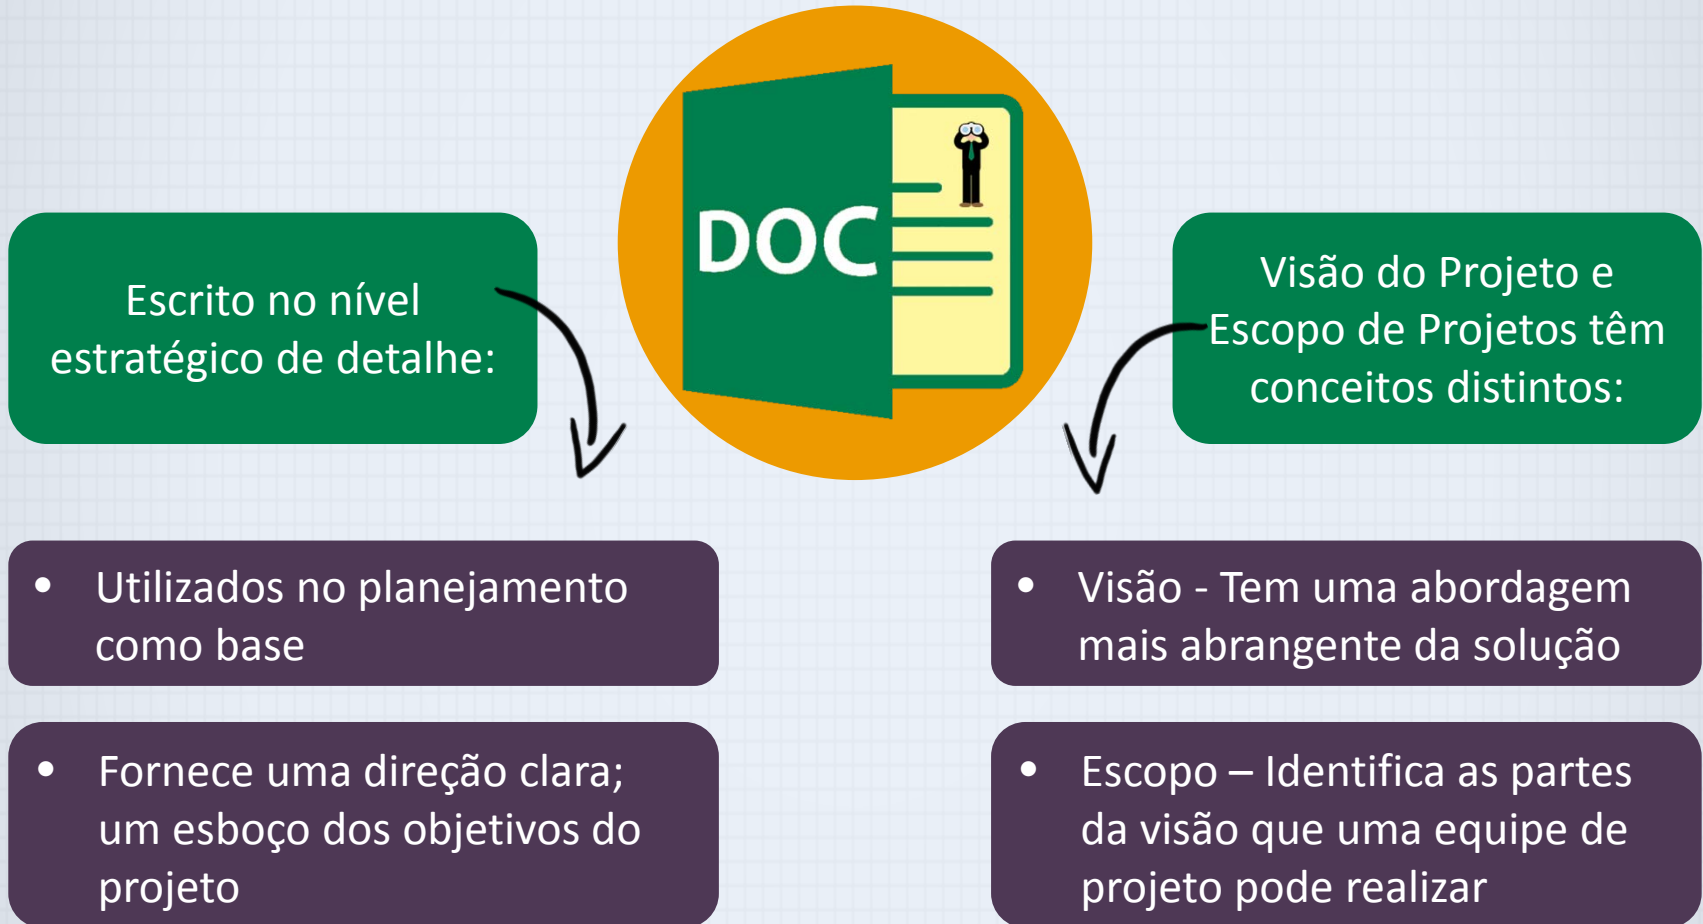 DOC
Escrito no nível
estratégico de detalhe:
Visão do Projeto e
Escopo de Projetos têm
conceitos distintos:
• Utilizados no planejamento
como base
• Fornece uma direção clara;
um esboço dos objetivos do
projeto
• Visão - Tem uma abordagem
mais abrangente da solução
• Escopo – Identifica as partes
da visão que uma equipe de
projeto pode realizar